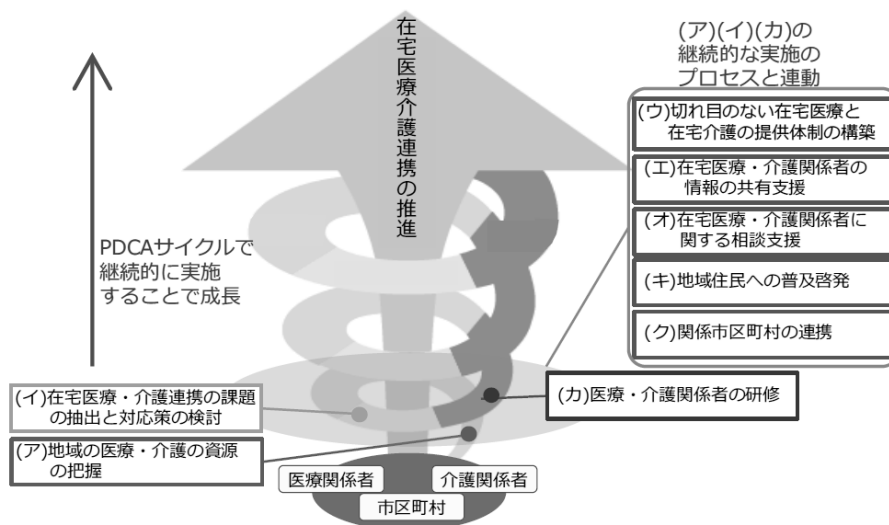 在宅医療介護連携の推進
(ア)(イ)(カ)の
継続的な実施の
プロセスと連動
(ウ)切れ目のない在宅医療と
在宅介護の提供体制の構築
(エ)在宅医療・介護関係者の
情報の共有支援
(オ)在宅医療・介護関係者に
関する相談支援
(キ)地域住民への普及啓発
(ク)関係市区町村の連携
PDCAサイクルで
継続的に実施
することで成長
(イ)在宅医療・介護連携の課題
の抽出と対応策の検討
(カ)医療・介護関係者の研修
(ア)地域の医療・介護の資源
の把握
医療関係者
介護関係者
市区町村